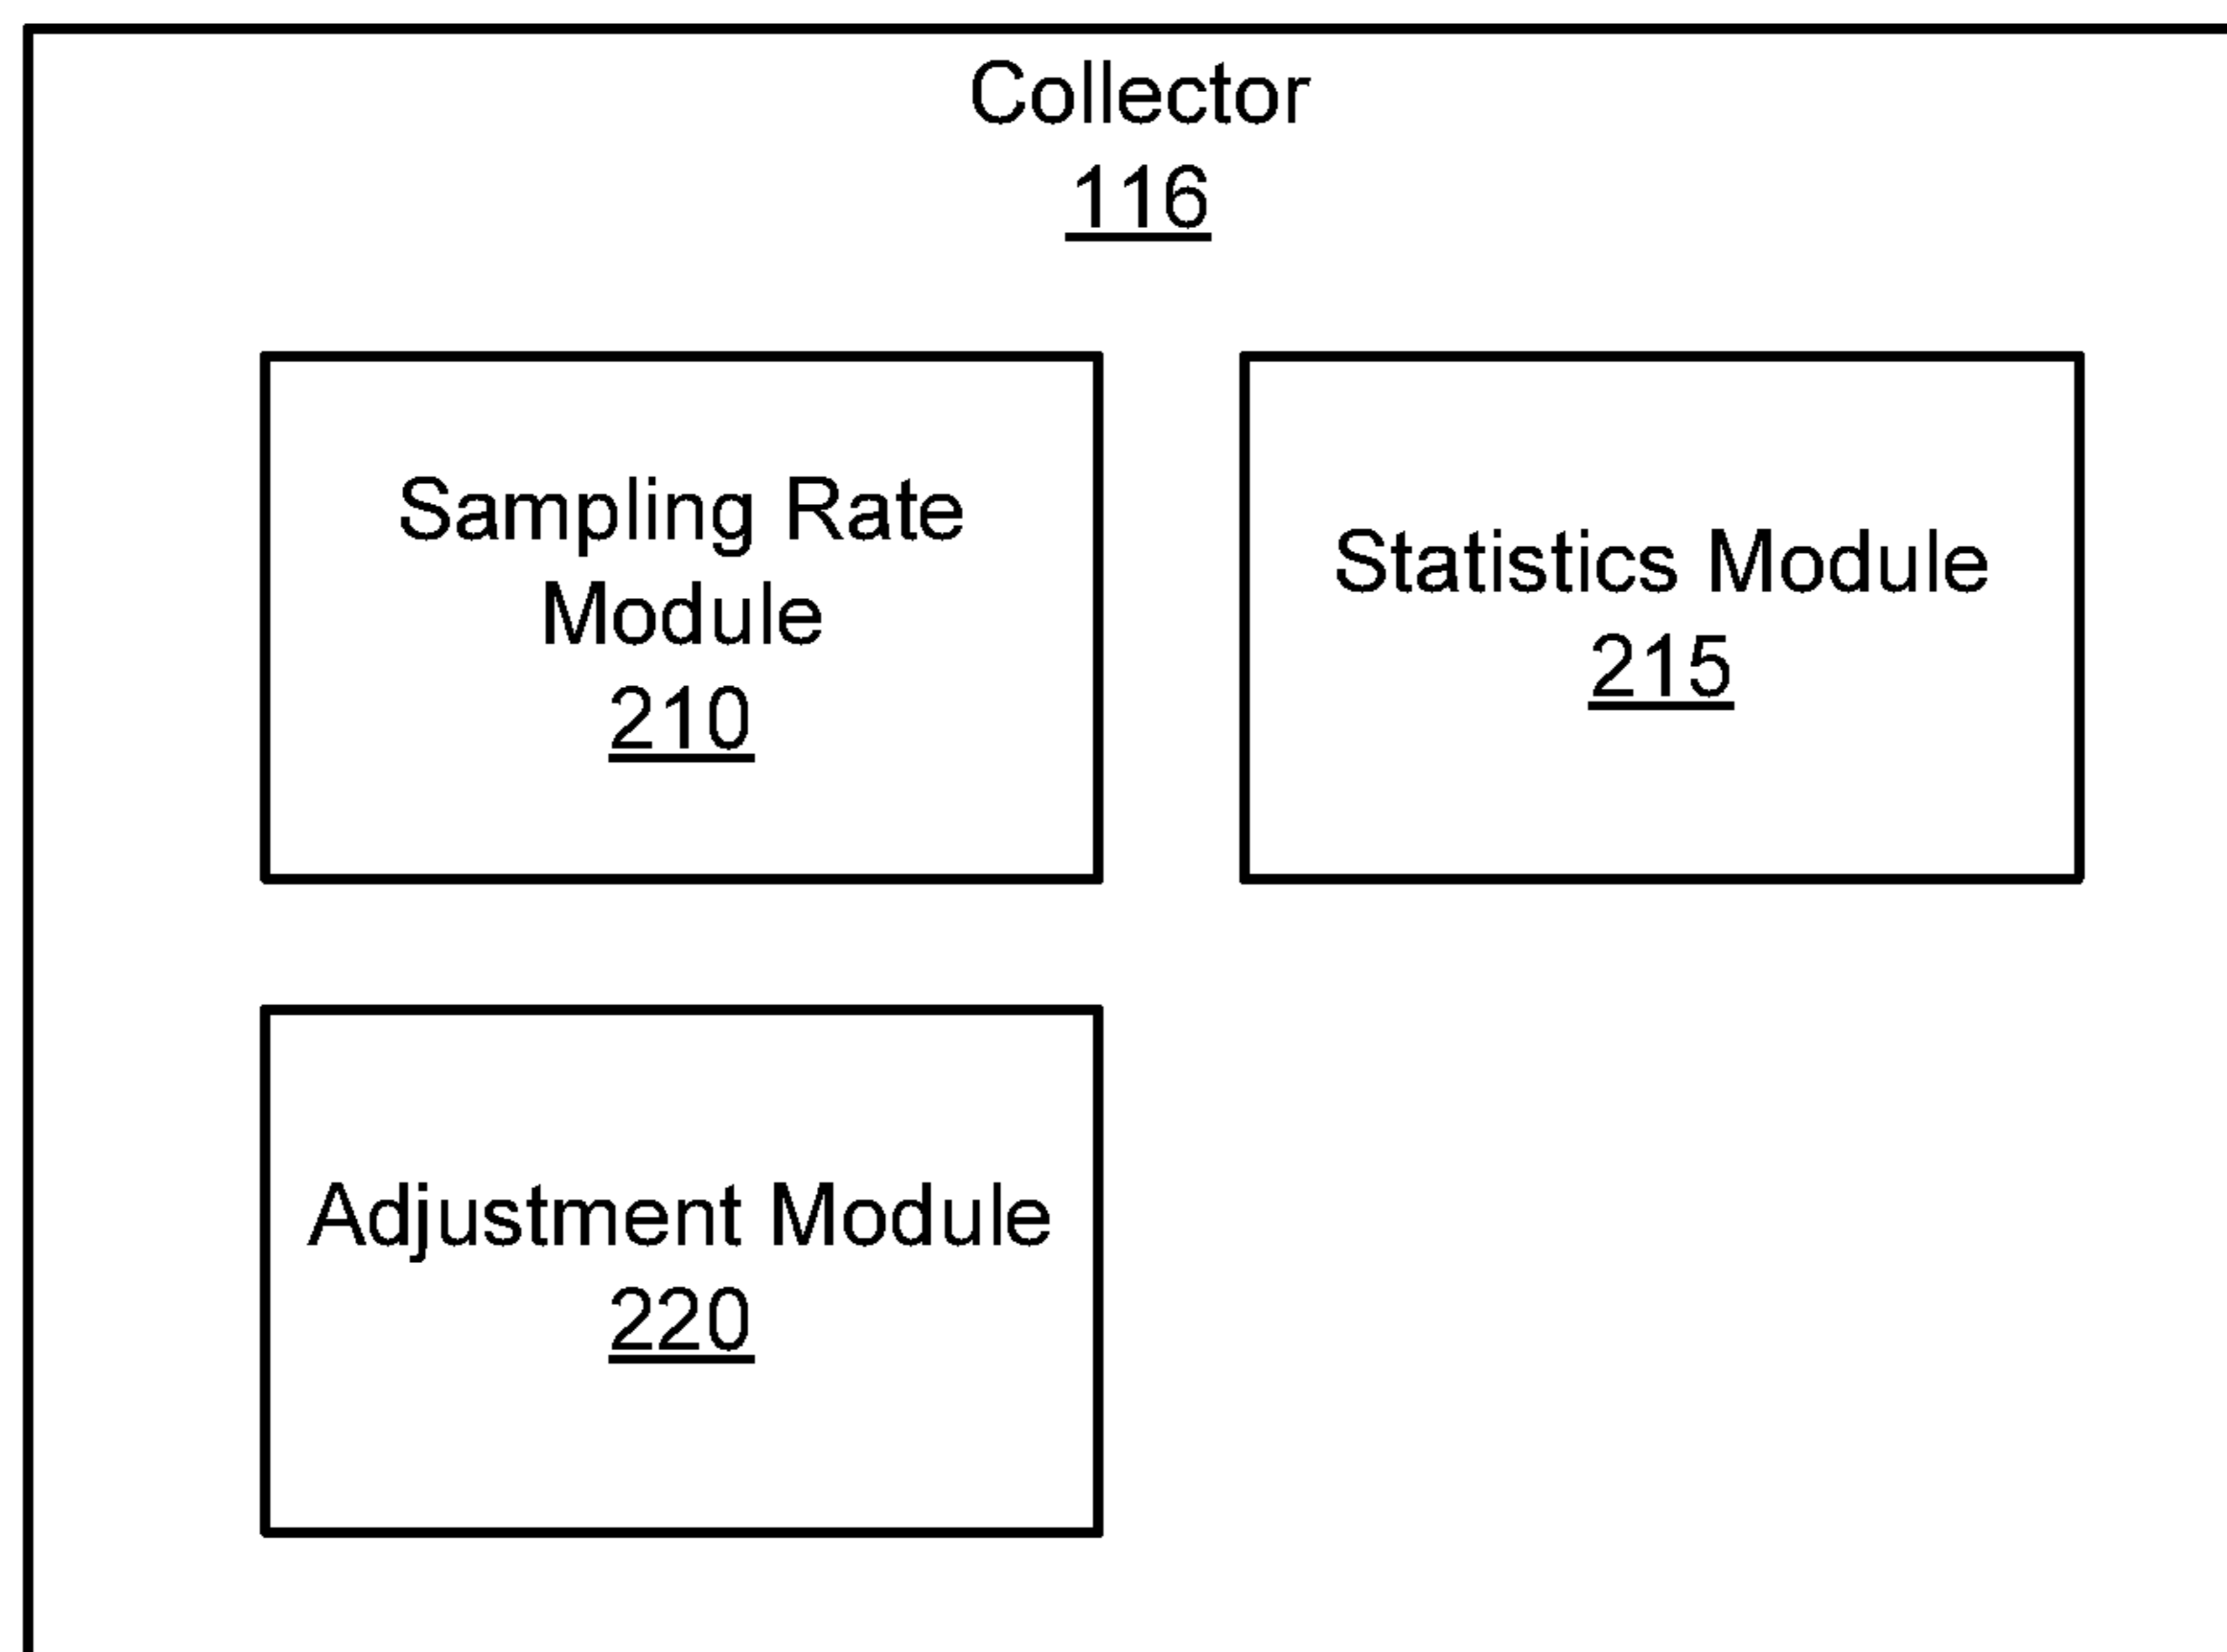 Collector
116
Sampling Rate
Module
210
Statistics Module
215
Adjustment Module
220